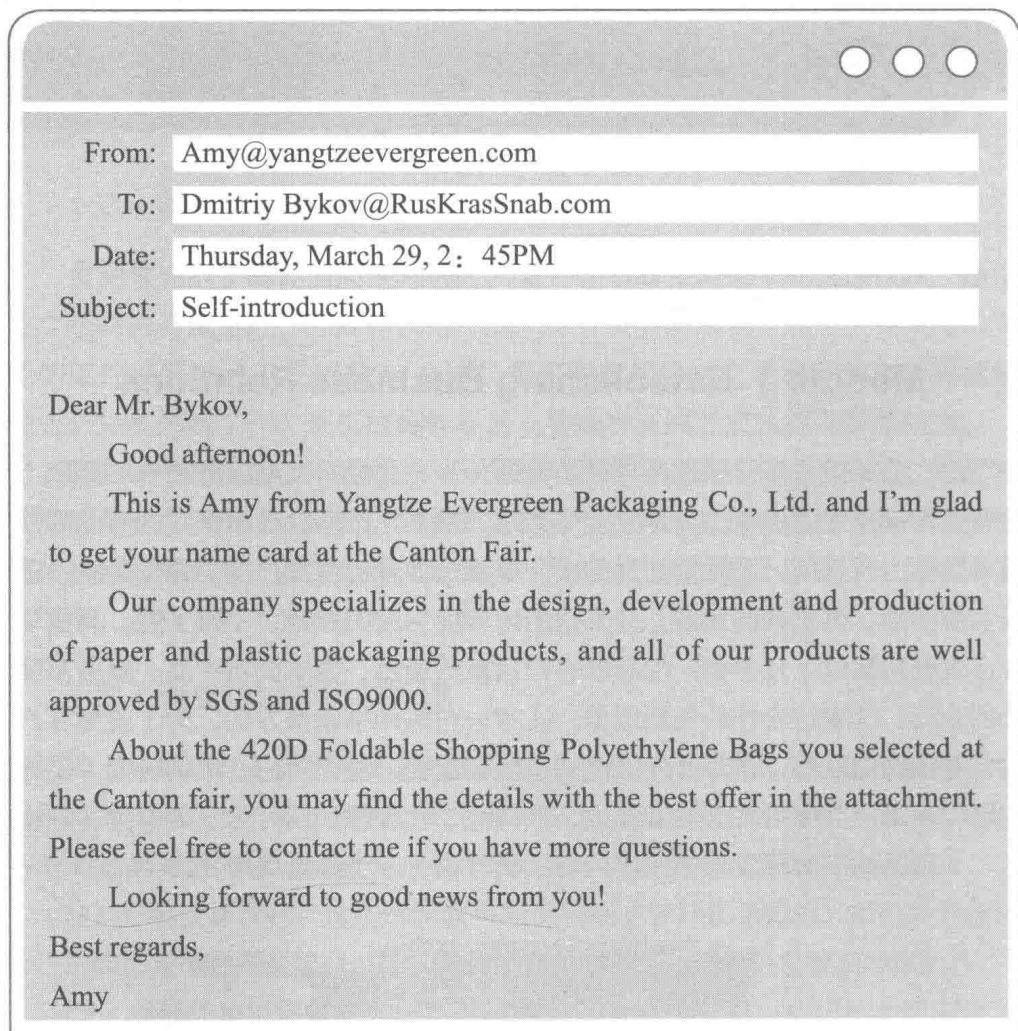 From: Amy@yangtzeevergreen.com
To: Dmitriy Bykov@RusKrasSnab.com
Date: Thursday, March 29, 2：45PM
Subject: Self-introduction
Dear Mr. Bykov,
Good afternoon!
This is Amy from Yangtze Evergreen Packaging Co., Ltd. and I'm glad
to get your name card at the Canton Fair.
Our company specializes in the design, development and production
of paper and plastic packaging products, and all of our products are well
approved by SGS and ISO9000.
About the 420D Foldable Shopping Polyethylene Bags you selected at
the Canton fair, you may find the details with the best offer in the attachment.
Please feel free to contact me if you have more questions.
Looking forward to good news from you!
Best regards,
Amy